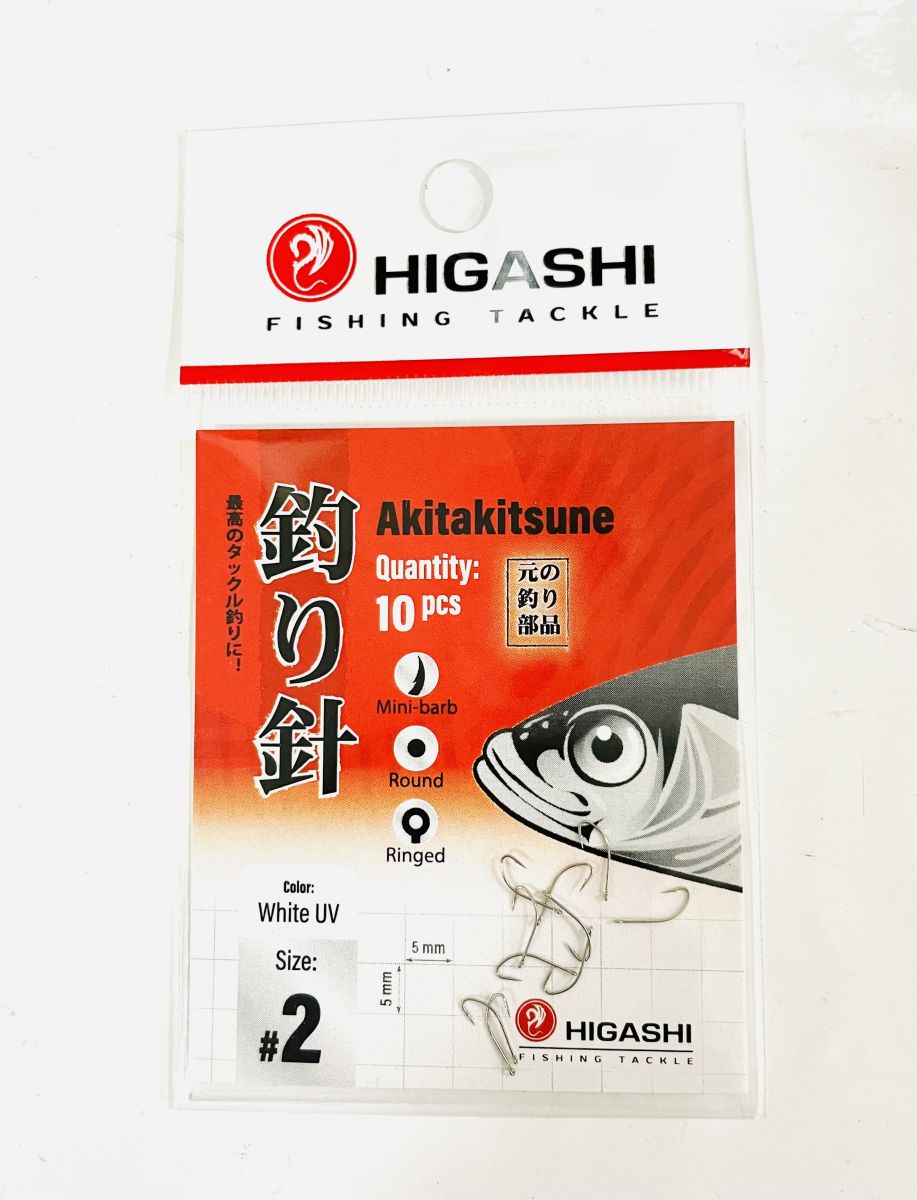 HIGASHI
FISHING TACKLE
最高のタックル釣りに!
釣り針
Akitakitsune
Quantity:
10 pcs
元の
釣り
部品
Mini-barb
Round
Ringed
Color:
White UV
Size:
#2
5 mm
5 mm
HIGASHI
FISHING TACKLE